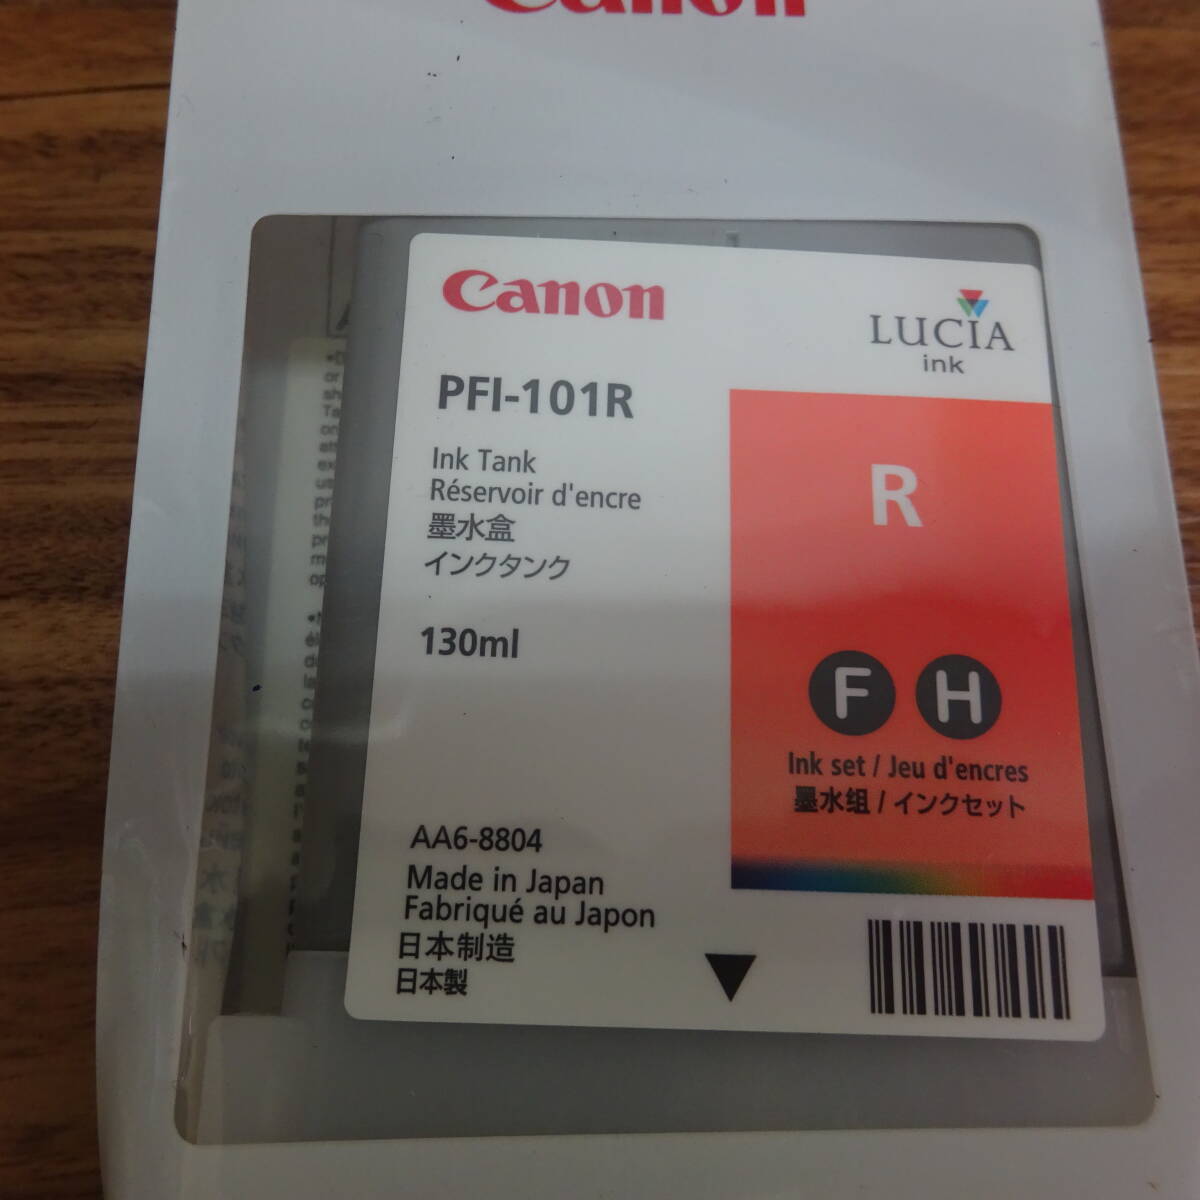 Canon
Canon
LUCIA
ink
PFI-101R
Ink Tank
Réservoir d'encre
墨水盒
インクタンク
130ml
R
F H
Ink set / Jeu d'encres
墨水组 / インクセット
AA6-8804
Made in Japan
Fabriqué au Japon
日本制造
日本製